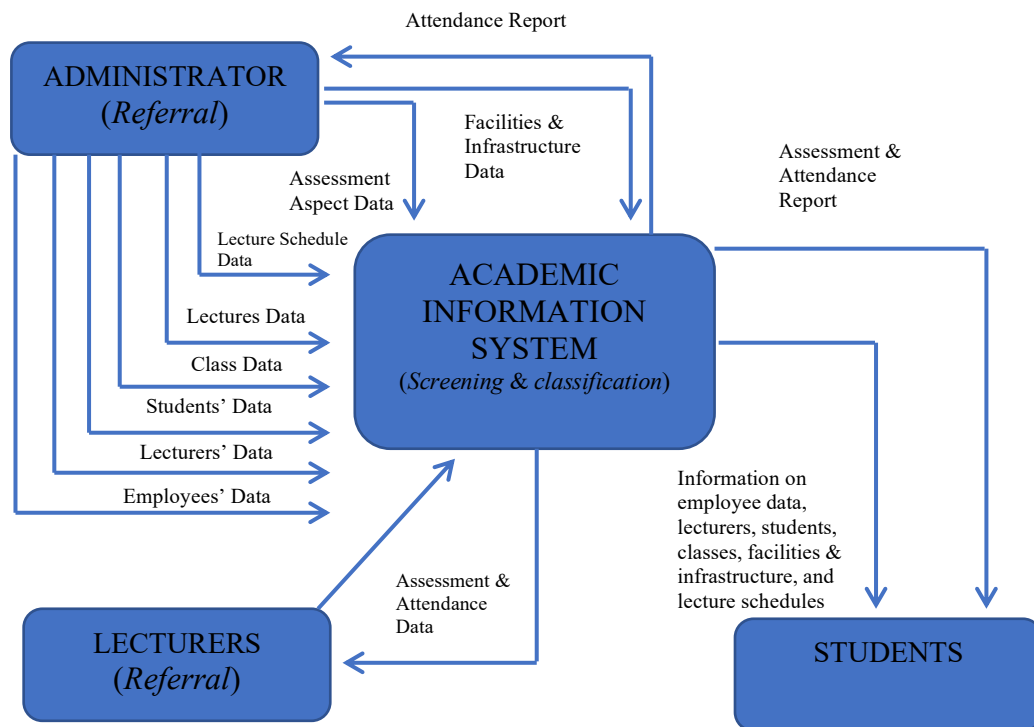 Attendance Report
ADMINISTRATOR
(Referral)
Facilities &
Infrastructure
Data
Assessment &
Attendance
Report
Assessment
Aspect Data
Lecture Schedule
Data
ACADEMIC
INFORMATION
SYSTEM
(Screening & classification)
Lectures Data
Class Data
Students’ Data
Lecturers’ Data
Employees’ Data
Information on
employee data,
lecturers, students,
classes, facilities &
infrastructure, and
lecture schedules
Assessment &
Attendance
Data
LECTURERS
(Referral)
STUDENTS